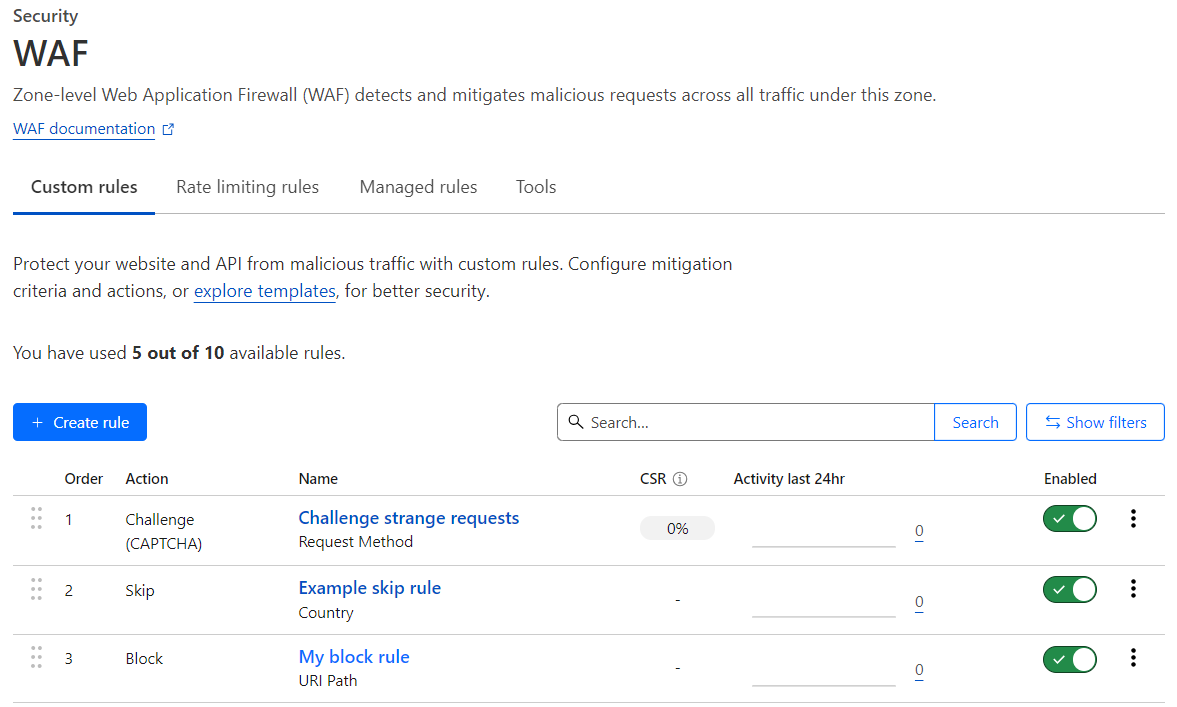 Security
WAF
Zone-level Web Application Firewall (WAF) detects and mitigates malicious requests across all traffic under this zone.
WAF documentation
Custom rules Rate limiting rules Managed rules Tools
Protect your website and API from malicious traffic with custom rules. Configure mitigation
criteria and actions, or explore templates, for better security.
You have used 5 out of 10 available rules.
+ Create rule Search... Search Show filters
Order Action Name CSR Activity last 24hr Enabled
1 Challenge (CAPTCHA) Challenge strange requests Request Method 0% 0
2 Skip Example skip rule Country - 0
3 Block My block rule URI Path - 0